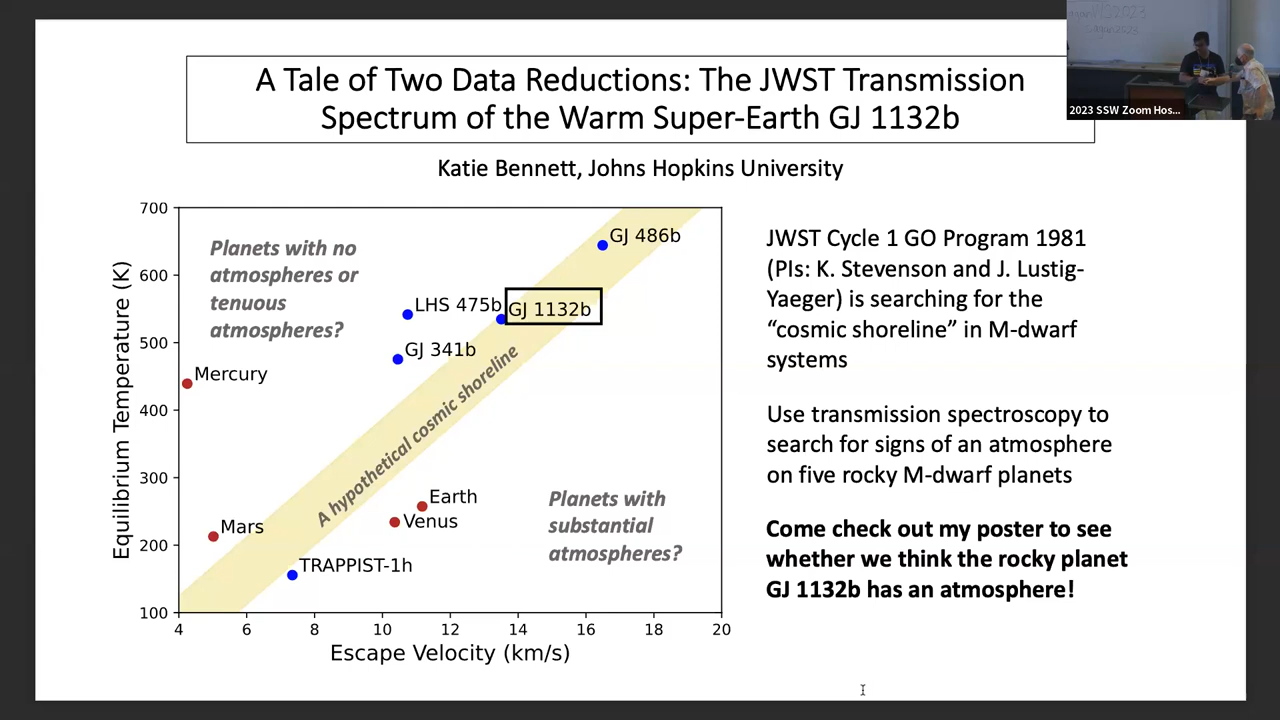 A Tale of Two Data Reductions: The JWST Transmission
Spectrum of the Warm Super-Earth GJ 1132b
2023 SSW Zoom Hos...
Katie Bennett, Johns Hopkins University
700
600
500
400
300
200
100
Equilibrium Temperature (K)
4
6
8
10
12
14
16
18
20
Escape Velocity (km/s)
Planets with no
atmospheres or
tenuous
atmospheres?
GJ 486b
LHS 475b
GJ 1132b
GJ 341b
Mercury
A hypothetical cosmic shoreline
Earth
Venus
Mars
TRAPPIST-1h
Planets with
substantial
atmospheres?
JWST Cycle 1 GO Program 1981
(PIs: K. Stevenson and J. Lustig-
Yaeger) is searching for the
“cosmic shoreline” in M-dwarf
systems
Use transmission spectroscopy to
search for signs of an atmosphere
on five rocky M-dwarf planets
Come check out my poster to see
whether we think the rocky planet
GJ 1132b has an atmosphere!